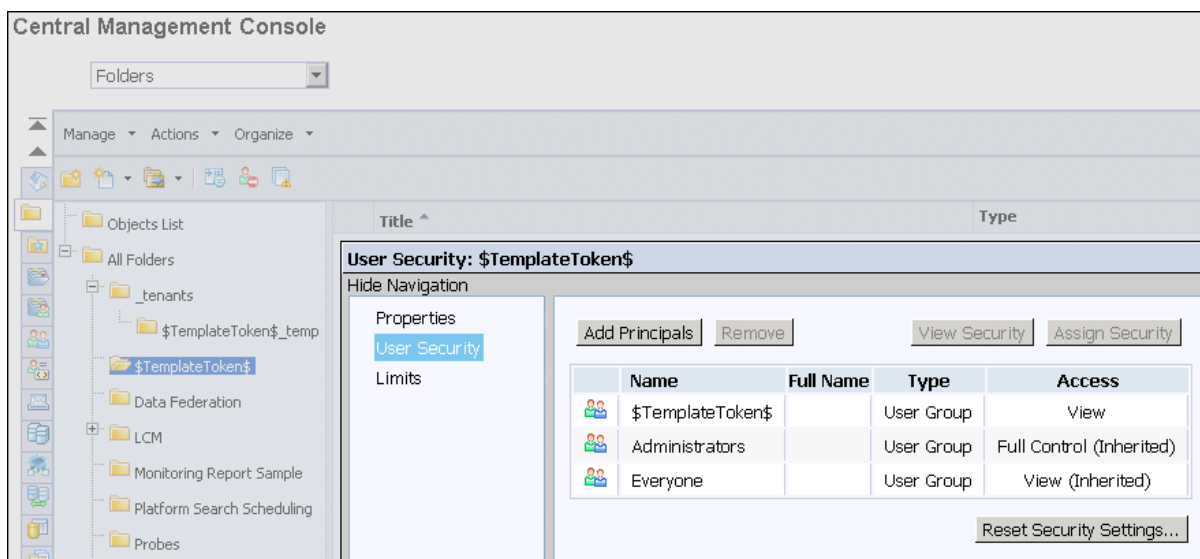 Central Management Console
Folders
Manage Actions Organize
Objects List
All Folders
_tenants
$TemplateToken$_temp
$TemplateToken$
Data Federation
LCM
Monitoring Report Sample
Platform Search Scheduling
Probes
Title Type
User Security: $TemplateToken$
Hide Navigation
Properties
User Security
Limits
Add Principals Remove View Security Assign Security
Name Full Name Type Access
$TemplateToken$ User Group View
Administrators User Group Full Control (Inherited)
Everyone User Group View (Inherited)
Reset Security Settings...